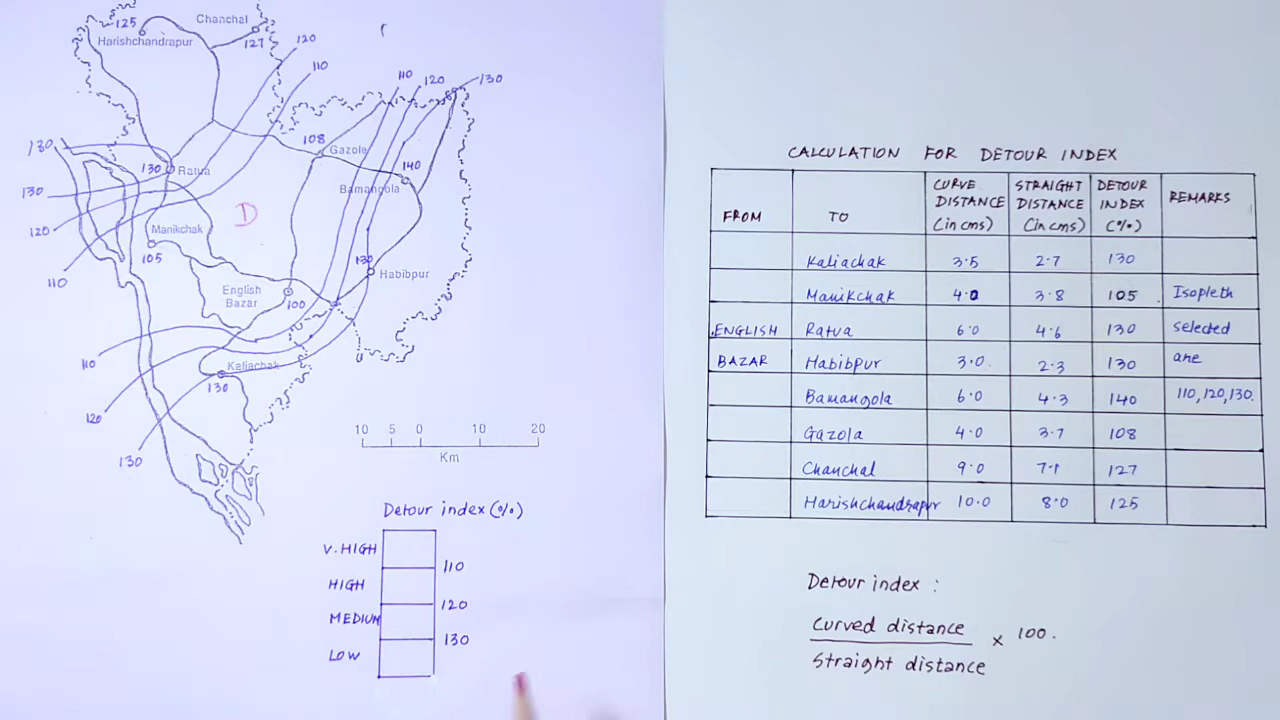 125
Chanchal
Harishchandrapur
127
120
110
110
120
130
130
108
Gazole
140
130
Ratua
Bamangola
130
D
120
Manikchak
105
130
Habibpur
110
English
Bazar
100
110
Kaliachak
130
120
130
10 5 0 10 20
Km
Detour index (%)
V. HIGH
110
HIGH
120
MEDIUM
130
LOW
CALCULATION FOR DETOUR INDEX
FROM TO CURVE DISTANCE (in cms) STRAIGHT DISTANCE (in cms) DETOUR INDEX (%) REMARKS
Kaliachak 3.5 2.7 130
Manikchak 4.0 3.8 105 Isopleth
ENGLISH Ratua 6.0 4.6 130 selected
BAZAR Habibpur 3.0 2.3 130 are
Bamangola 6.0 4.3 140 110,120,130.
Gazola 4.0 3.7 108
Chanchal 9.0 7.1 127
Harishchandrapur 10.0 8.0 125
Detour index :
Curved distance
× 100.
Straight distance